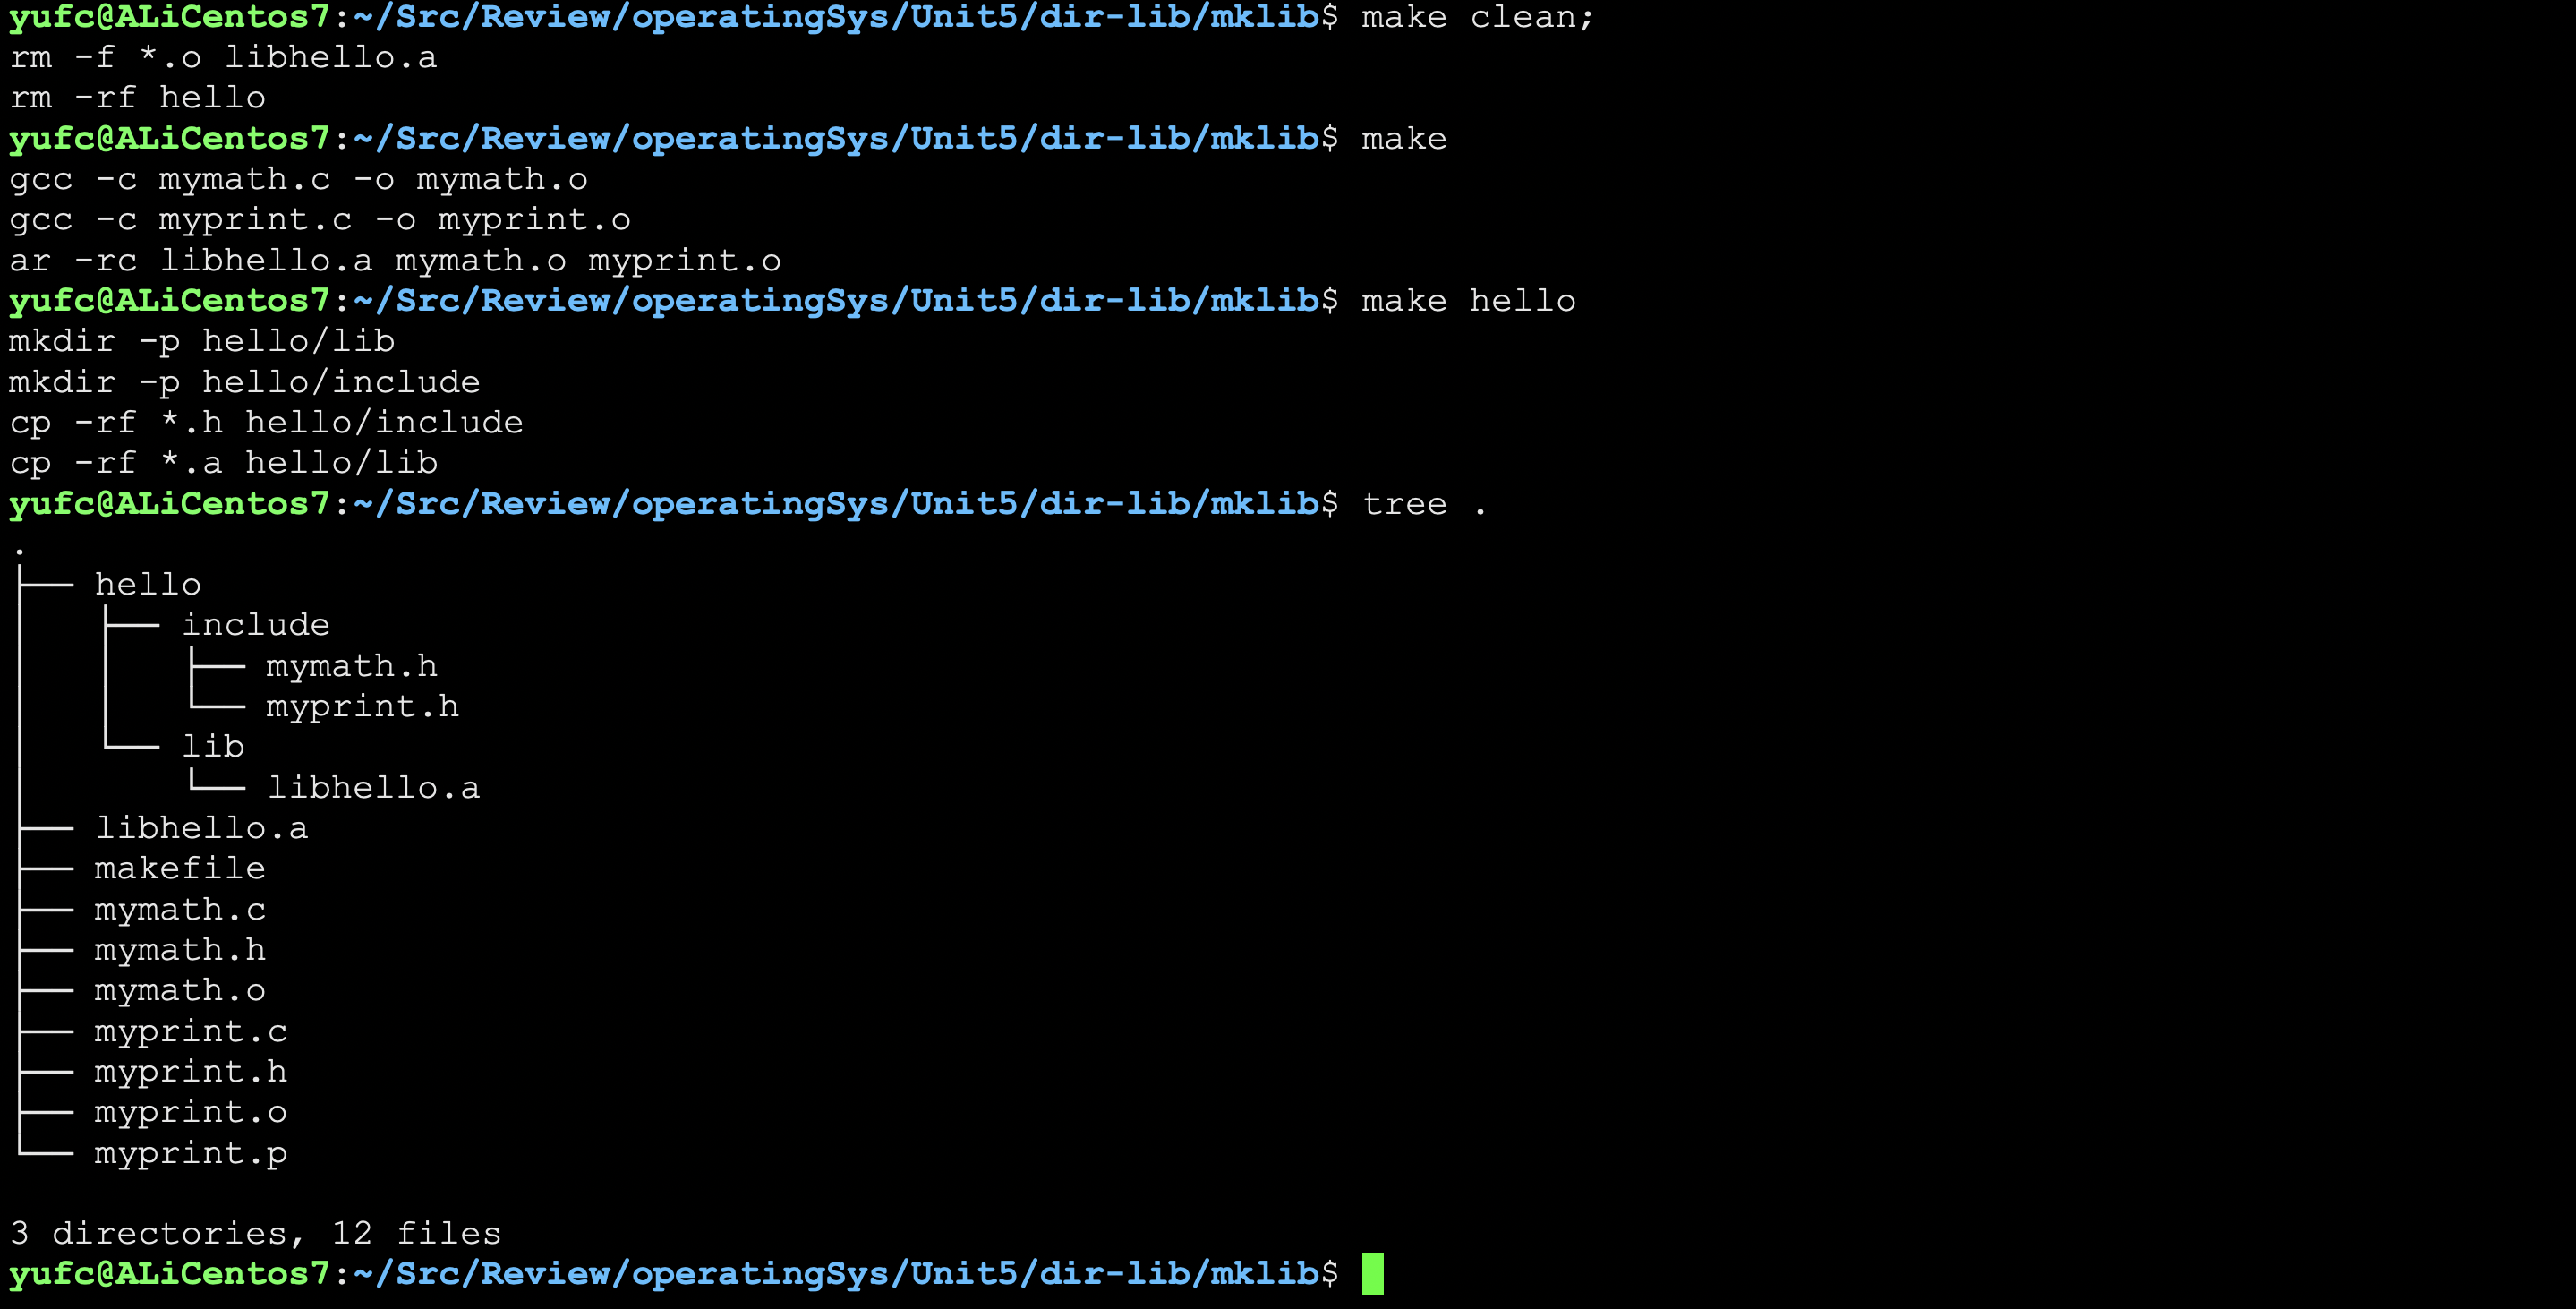 yufc@ALiCentos7:~/Src/Review/operatingSys/Unit5/dir-lib/mklib$ make clean;
rm -f *.o libhello.a
rm -rf hello
yufc@ALiCentos7:~/Src/Review/operatingSys/Unit5/dir-lib/mklib$ make
gcc -c mymath.c -o mymath.o
gcc -c myprint.c -o myprint.o
ar -rc libhello.a mymath.o myprint.o
yufc@ALiCentos7:~/Src/Review/operatingSys/Unit5/dir-lib/mklib$ make hello
mkdir -p hello/lib
mkdir -p hello/include
cp -rf *.h hello/include
cp -rf *.a hello/lib
yufc@ALiCentos7:~/Src/Review/operatingSys/Unit5/dir-lib/mklib$ tree .
.
├── hello
│   ├── include
│   │   ├── mymath.h
│   │   └── myprint.h
│   └── lib
│       └── libhello.a
├── libhello.a
├── makefile
├── mymath.c
├── mymath.h
├── mymath.o
├── myprint.c
├── myprint.h
├── myprint.o
└── myprint.p
3 directories, 12 files
yufc@ALiCentos7:~/Src/Review/operatingSys/Unit5/dir-lib/mklib$